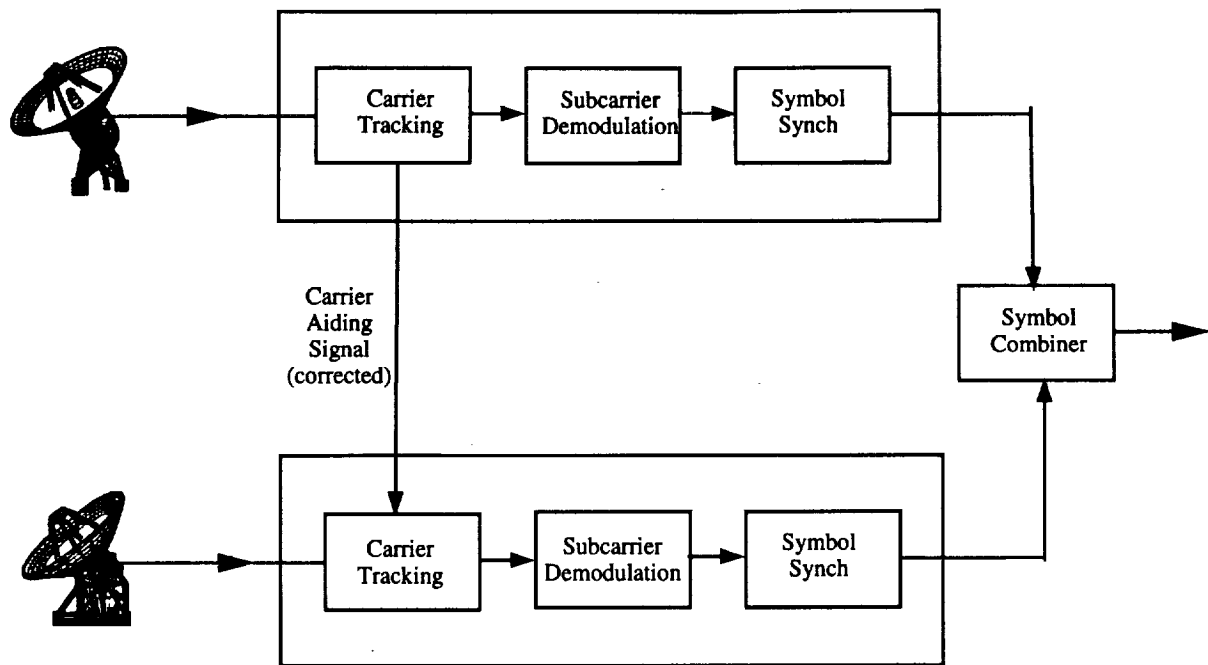 Carrier
Tracking
Subcarrier
Demodulation
Symbol
Synch
Carrier
Aiding
Signal
(corrected)
Symbol
Combiner
Carrier
Tracking
Subcarrier
Demodulation
Symbol
Synch